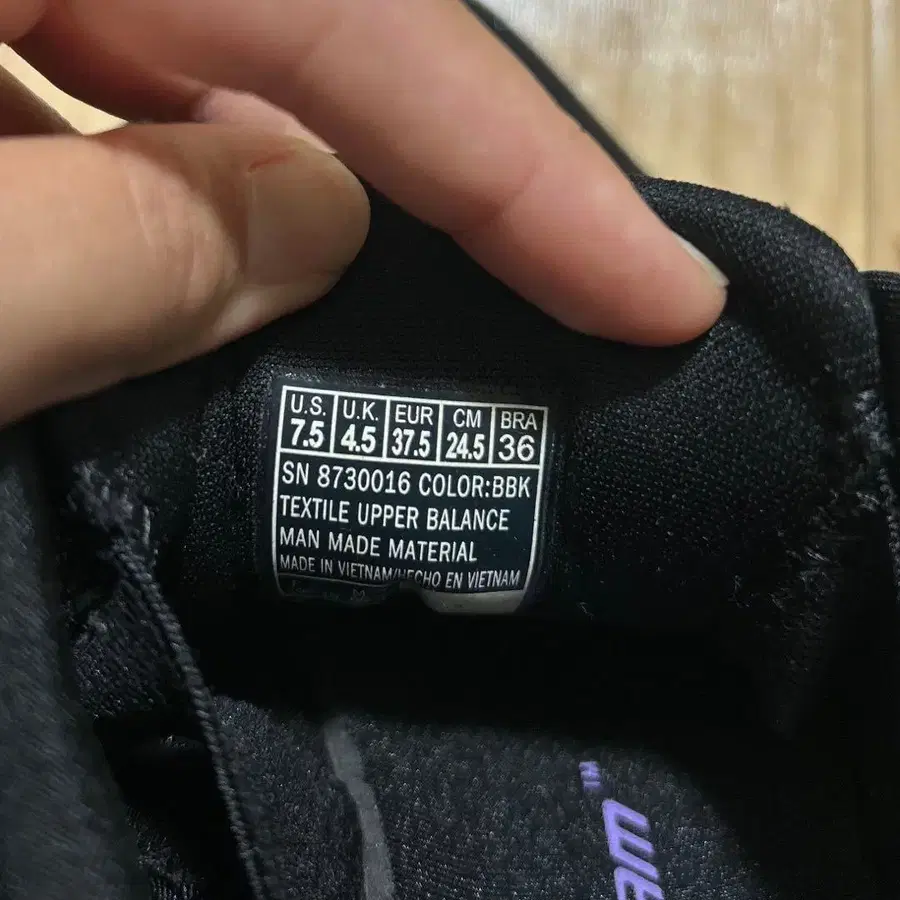 U.S. U.K. EUR CM BRA
7.5 4.5 37.5 24.5 36
SN 8730016 COLOR:BBK
TEXTILE UPPER BALANCE
MAN MADE MATERIAL
MADE IN VIETNAM/HECHO EN VIETNAM
™